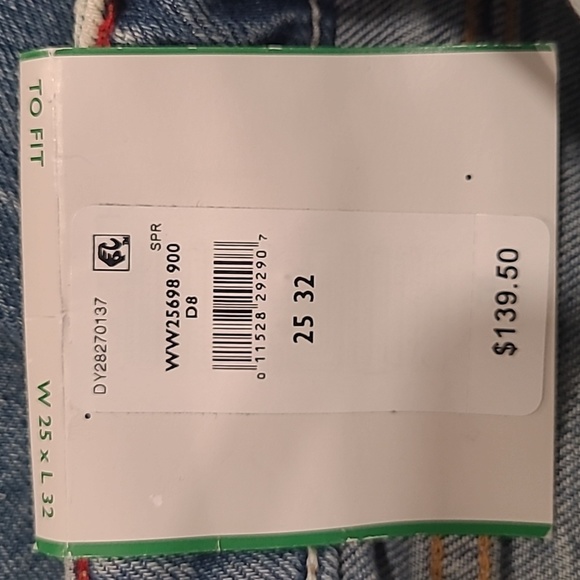 TO FIT W 25 x L 32
DY28270137
SPR
WW25698 900
D8
0 11528 29290 7
25 32
$139.50